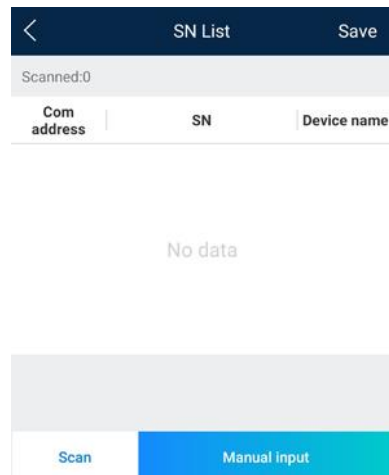 SN List
Save
Scanned:0
Com
address
SN
Device name
No data
Scan
Manual input